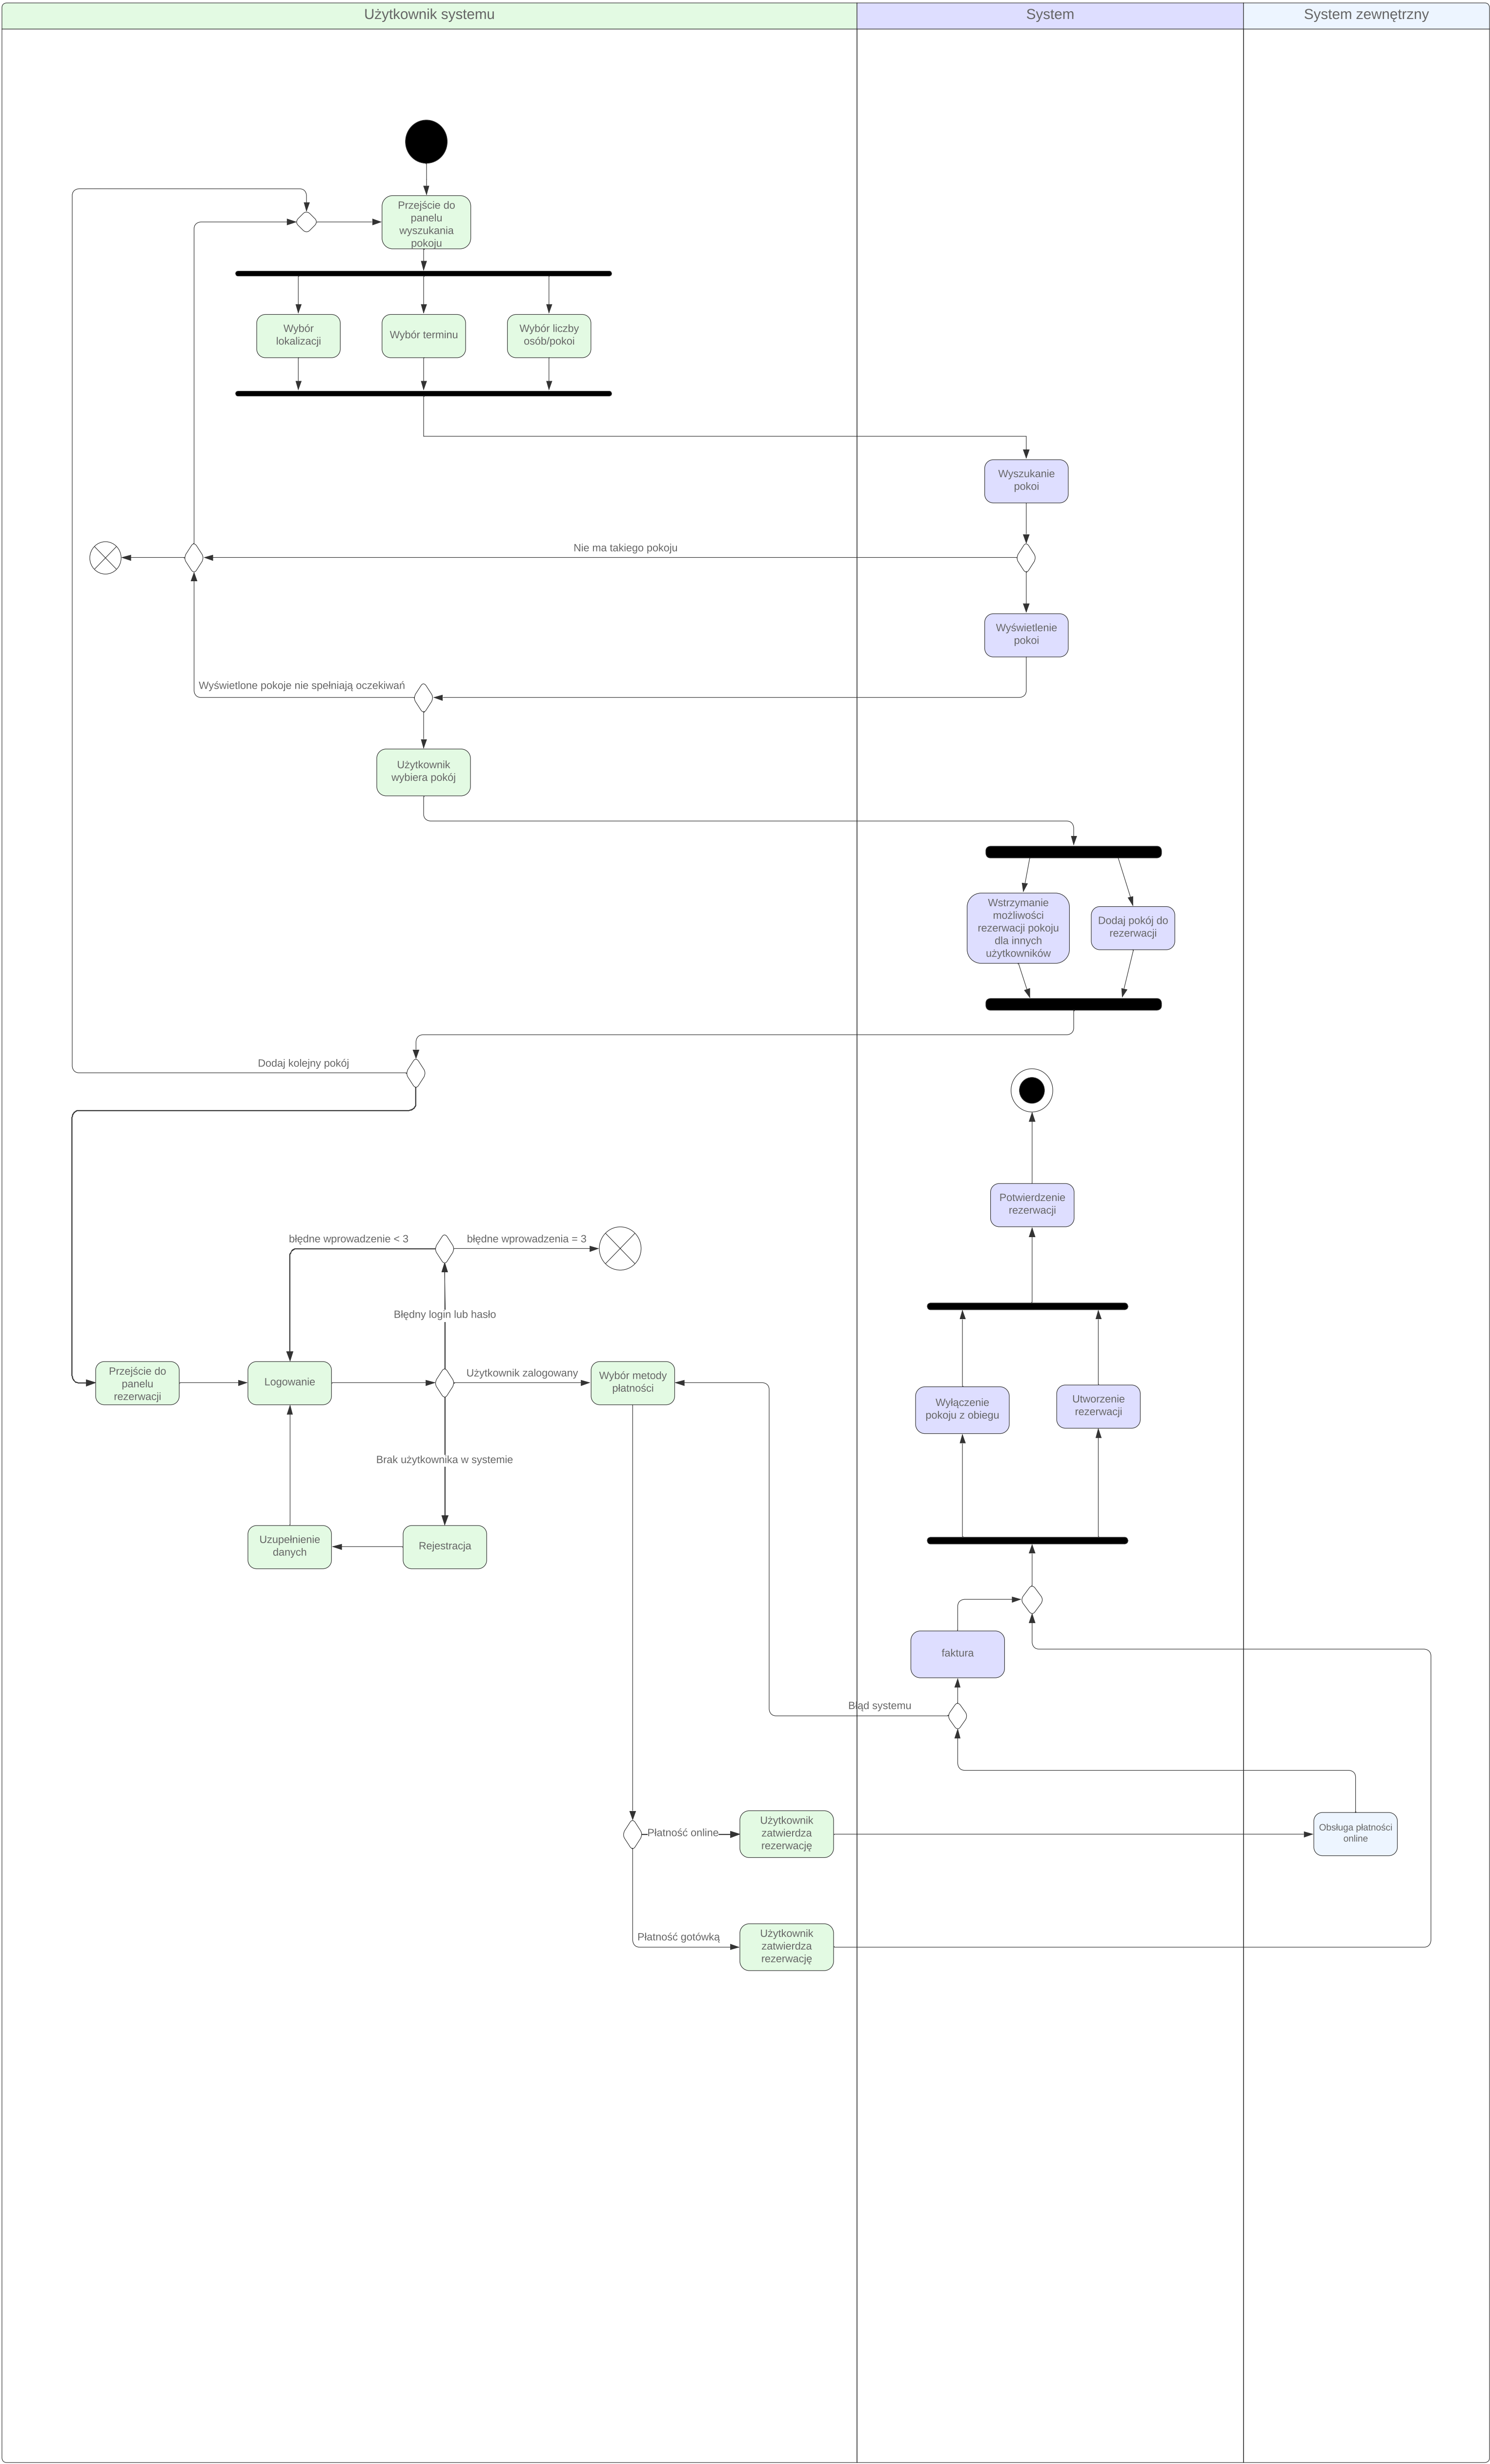 Użytkownik systemu
System
System zewnętrzny
Przejście do
panelu
wyszukania
pokoju
Wybór
lokalizacji
Wybór terminu
Wybór liczby
osób/pokoi
Wyszukanie
pokoi
Nie ma takiego pokoju
Wyświetlenie
pokoi
Wyświetlone pokoje nie spełniają oczekiwań
Użytkownik
wybiera pokój
Wstrzymanie
możliwości
rezerwacji pokoju
dla innych
użytkowników
Dodaj pokój do
rezerwacji
Dodaj kolejny pokój
Potwierdzenie
rezerwacji
błędne wprowadzenie < 3
błędne wprowadzenia = 3
Błędny login lub hasło
Przejście do
panelu
rezerwacji
Logowanie
Użytkownik zalogowany
Wybór metody
płatności
Wyłączenie
pokoju z obiegu
Utworzenie
rezerwacji
Brak użytkownika w systemie
Uzupełnienie
danych
Rejestracja
faktura
Błąd systemu
Płatność online
Użytkownik
zatwierdza
rezerwację
Obsługa płatności
online
Płatność gotówką
Użytkownik
zatwierdza
rezerwację